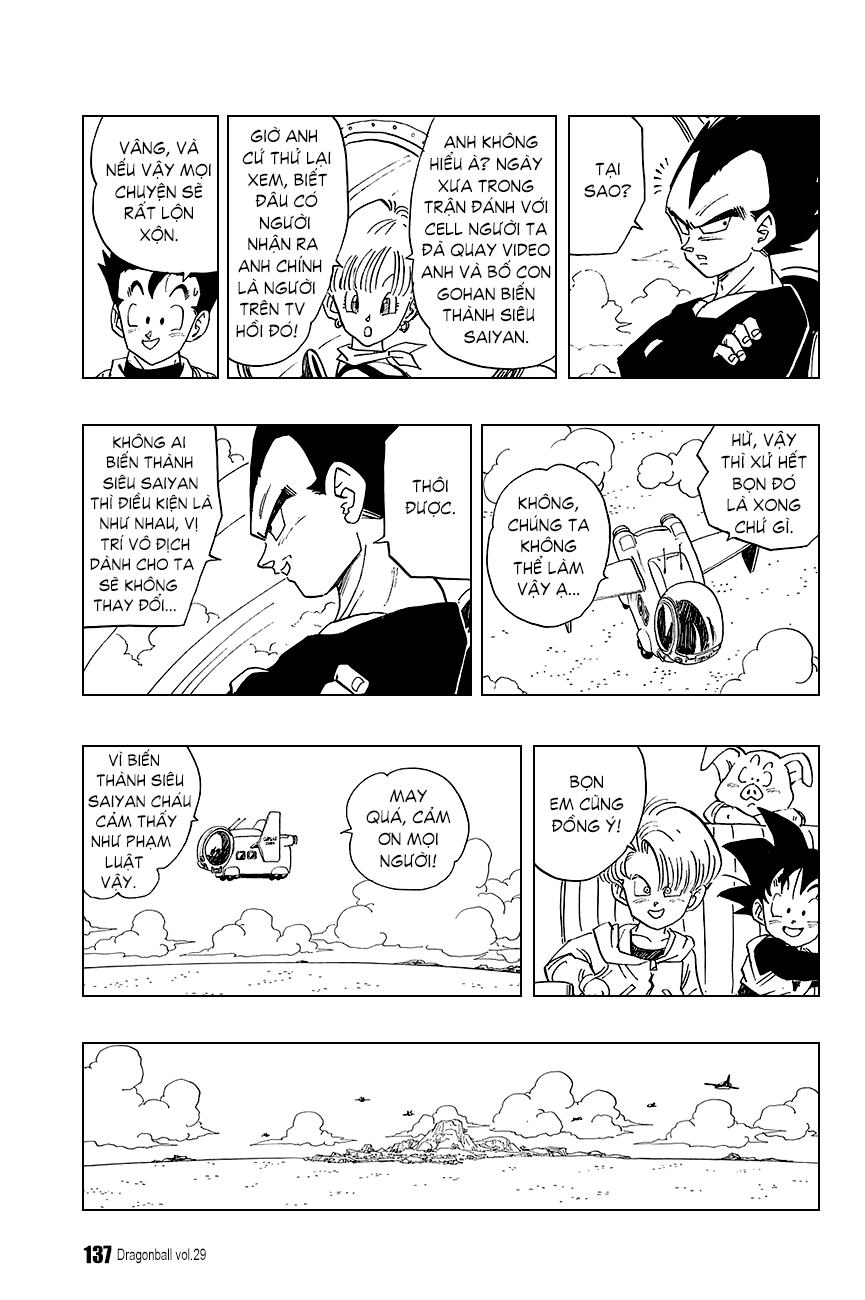 TẠI
SAO?
ANH KHÔNG
HIỂU À? NGÀY
XƯA TRONG
TRẬN ĐÁNH VỚI
CELL NGƯỜI TA
ĐÃ QUAY VIDEO
ANH VÀ BỐ CON
GOHAN BIẾN
THÀNH SIÊU
SAIYAN.
GIỜ ANH
CỨ THỬ LẠI
XEM, BIẾT
ĐÂU CÓ
NGƯỜI
NHẬN RA
ANH CHÍNH
LÀ NGƯỜI
TRÊN TV
HỒI ĐÓ!
VÂNG, VÀ
NẾU VẬY MỌI
CHUYỆN SẼ
RẤT LỘN
XỘN.
HỪ, VẬY
THÌ XỬ HẾT
BỌN ĐÓ
LÀ XONG
CHỨ GÌ.
KHÔNG,
CHÚNG TA
KHÔNG
THỂ LÀM
VẬY Ạ...
THÔI
ĐƯỢC.
KHÔNG AI
BIẾN THÀNH
SIÊU SAIYAN
THÌ ĐIỀU KIỆN LÀ
NHƯ NHAU, VỊ
TRÍ VÔ ĐỊCH
DÀNH CHO TA
SẼ KHÔNG
THAY ĐỔI...
BỌN
EM CŨNG
ĐỒNG Ý!
MAY
QUÁ, CẢM
ƠN MỌI
NGƯỜI!
VÌ BIẾN
THÀNH SIÊU
SAIYAN CHÁU
CẢM THẤY
NHƯ PHẠM
LUẬT
VẬY.
137 Dragonball vol.29